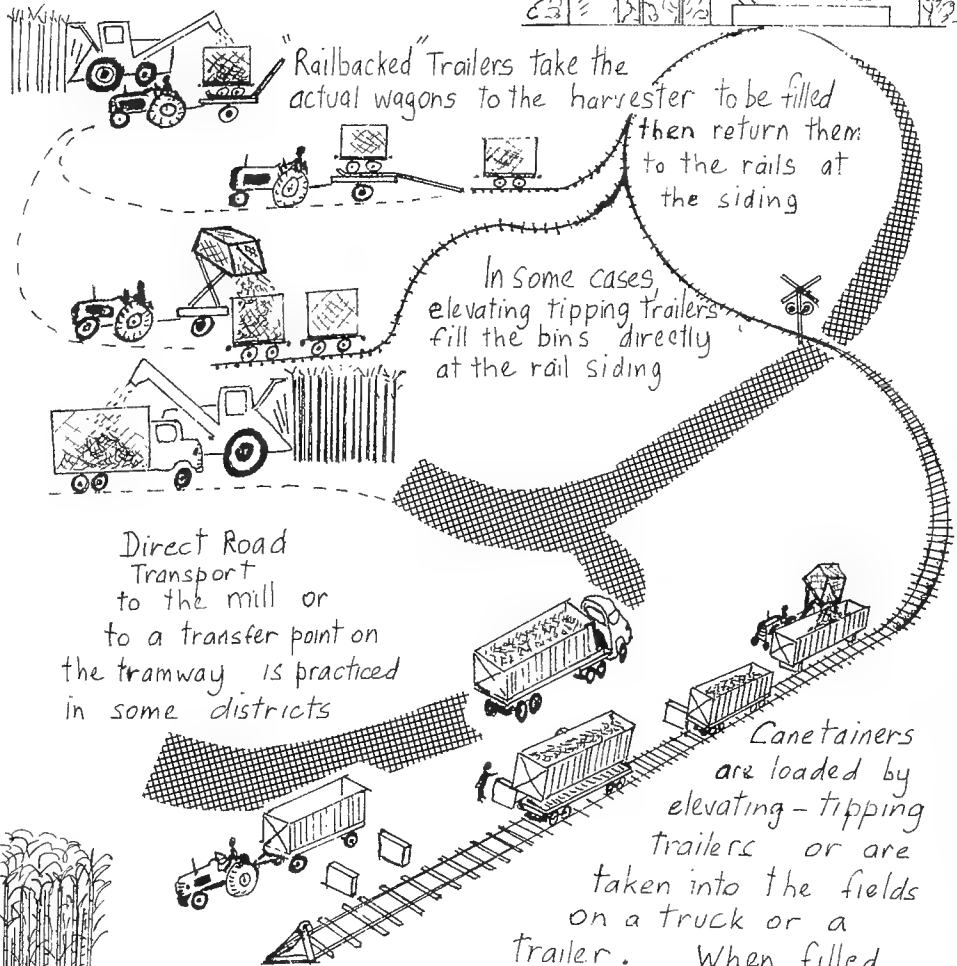 "Railbacked" Trailers take the
actual wagons to the harvester to be filled
then return them
to the rails at
the siding
In some cases,
elevating tipping trailers
fill the bins directly
at the rail siding
Direct Road
Transport
to the mill or
to a transfer point on
the tramway is practiced
in some districts
Canetainers
are loaded by
elevating - tipping
trailers or are
taken into the fields
on a truck or a
trailer. When filled